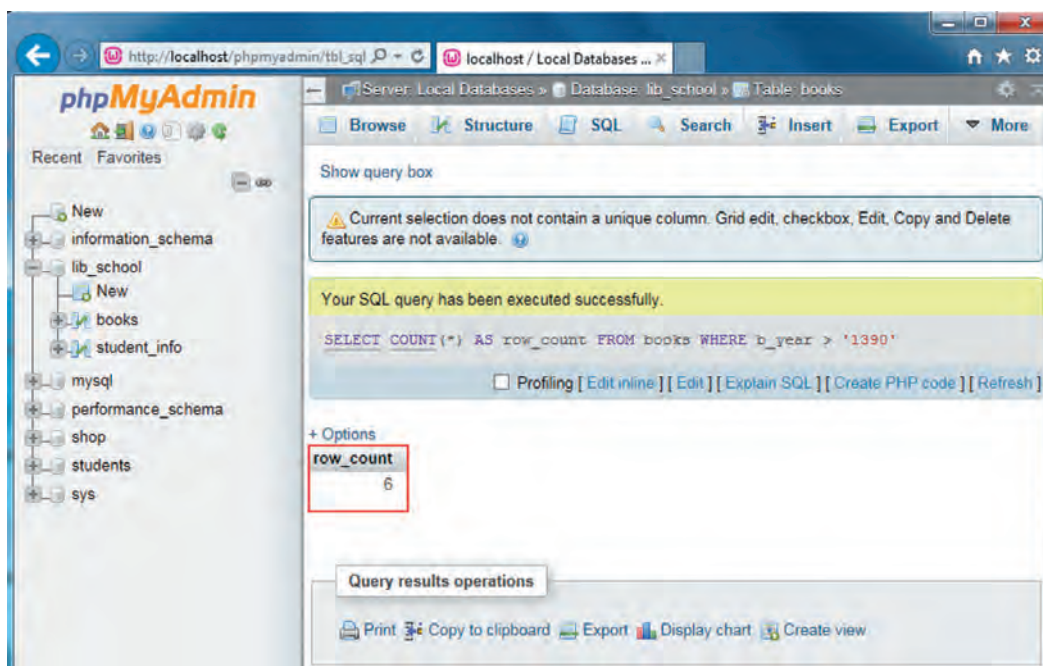 http://localhost/phpmyadmin/tbl_sql
localhost / Local Databases ...
phpMyAdmin
Recent Favorites
New
information_schema
lib_school
New
books
student_info
mysql
performance_schema
shop
students
sys
Server: Local Databases » Database: lib_school » Table: books
Browse Structure SQL Search Insert Export More
Show query box
Current selection does not contain a unique column. Grid edit, checkbox, Edit, Copy and Delete
features are not available.
Your SQL query has been executed successfully.
SELECT COUNT(*) AS row_count FROM books WHERE b_year > '1390'
Profiling [ Edit inline ] [ Edit ] [ Explain SQL ] [ Create PHP code ] [ Refresh ]
+ Options
row_count
6
Query results operations
Print Copy to clipboard Export Display chart Create view